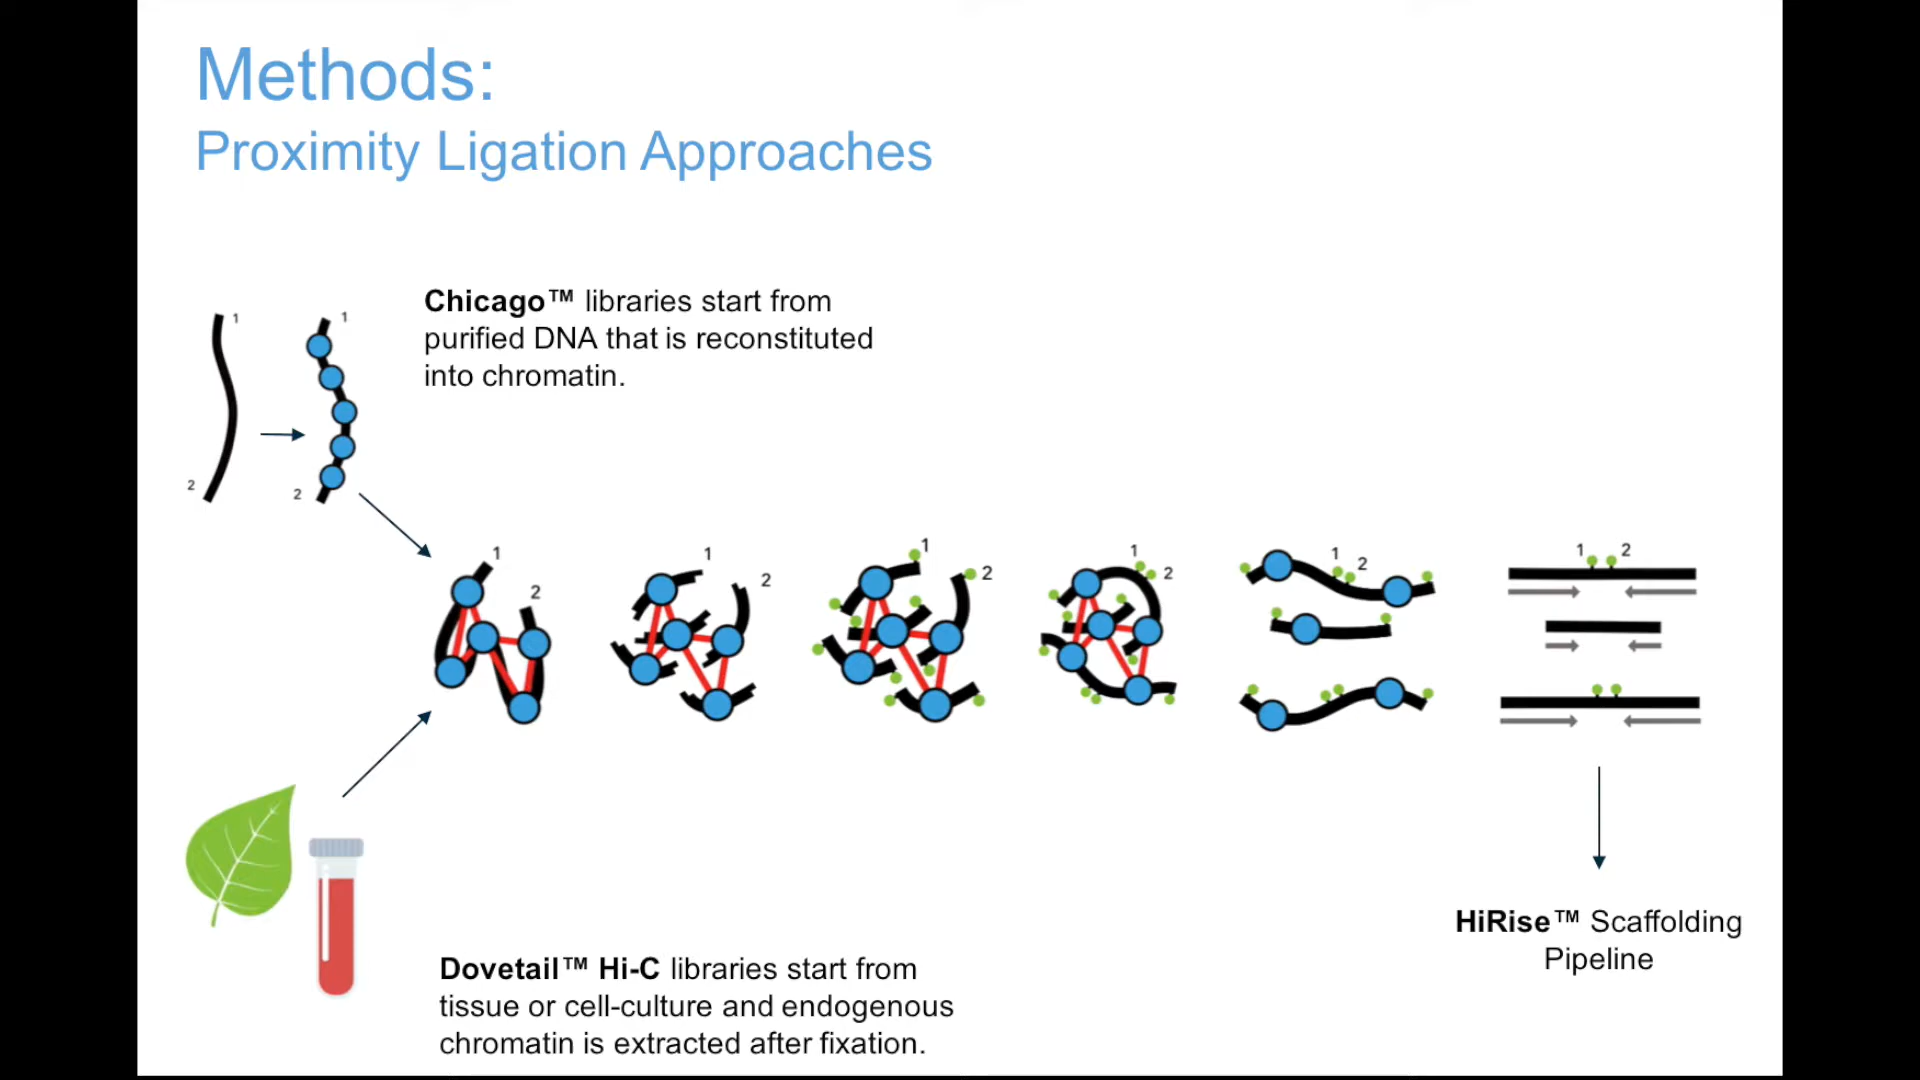 Methods:
Proximity Ligation Approaches
Chicago™ libraries start from
purified DNA that is reconstituted
into chromatin.
1
1
2
2
1
2
1
2
1
2
1
2
1
2
1
2
HiRise™ Scaffolding
Pipeline
Dovetail™ Hi-C libraries start from
tissue or cell-culture and endogenous
chromatin is extracted after fixation.